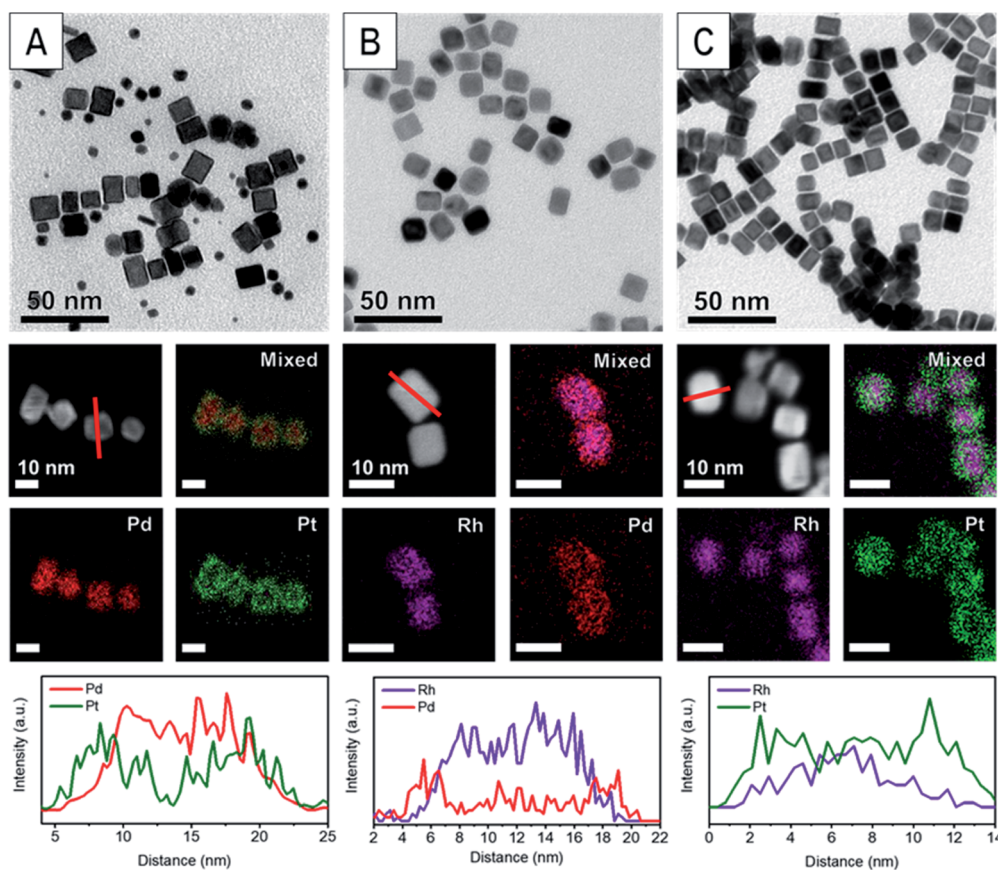 A
B
C
50 nm
50 nm
50 nm
10 nm
Mixed
10 nm
Mixed
10 nm
Mixed
Pd
Pt
Rh
Pd
Rh
Pt
Intensity (a.u.)
Pd
Pt
5 10 15 20 25
Distance (nm)
Intensity (a.u.)
Rh
Pd
2 4 6 8 10 12 14 16 18 20 22
Distance (nm)
Intensity (a.u.)
Rh
Pt
0 2 4 6 8 10 12 14
Distance (nm)